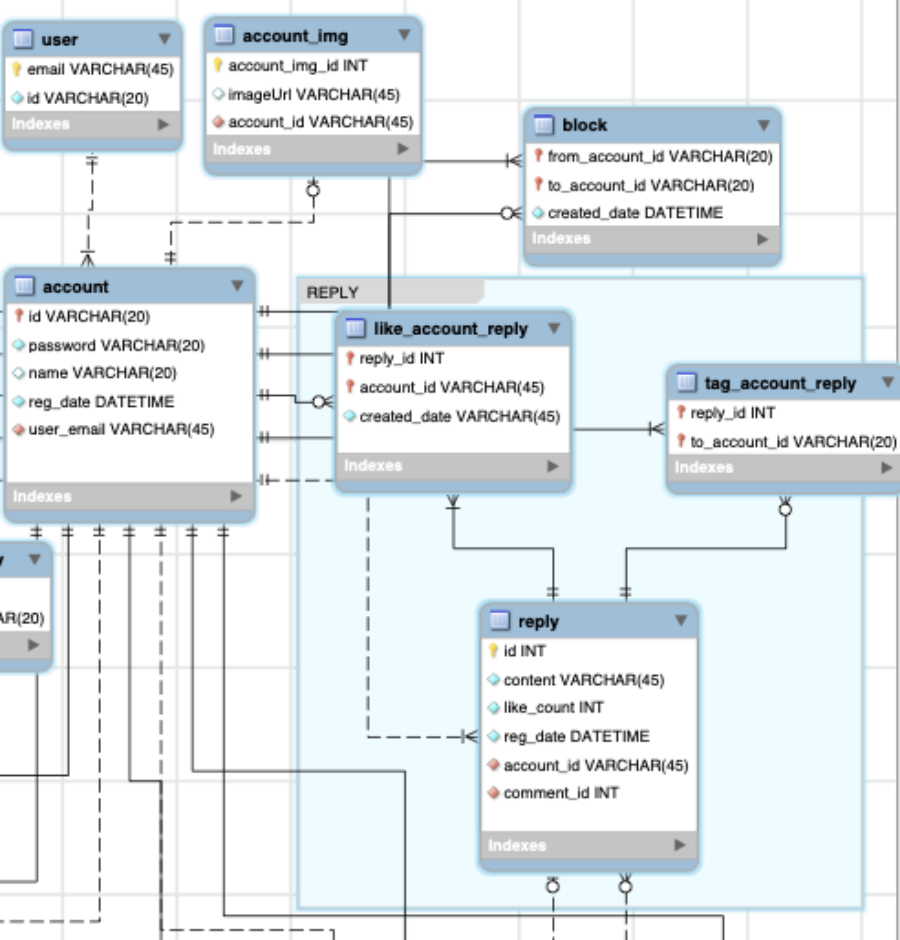 user
email VARCHAR(45)
id VARCHAR(20)
Indexes
account_img
account_img_id INT
imageUrl VARCHAR(45)
account_id VARCHAR(45)
Indexes
block
from_account_id VARCHAR(20)
to_account_id VARCHAR(20)
created_date DATETIME
Indexes
account
id VARCHAR(20)
password VARCHAR(20)
name VARCHAR(20)
reg_date DATETIME
user_email VARCHAR(45)
Indexes
REPLY
like_account_reply
reply_id INT
account_id VARCHAR(45)
created_date VARCHAR(45)
Indexes
tag_account_reply
reply_id INT
to_account_id VARCHAR(20)
Indexes
y
AR(20)
reply
id INT
content VARCHAR(45)
like_count INT
reg_date DATETIME
account_id VARCHAR(45)
comment_id INT
Indexes